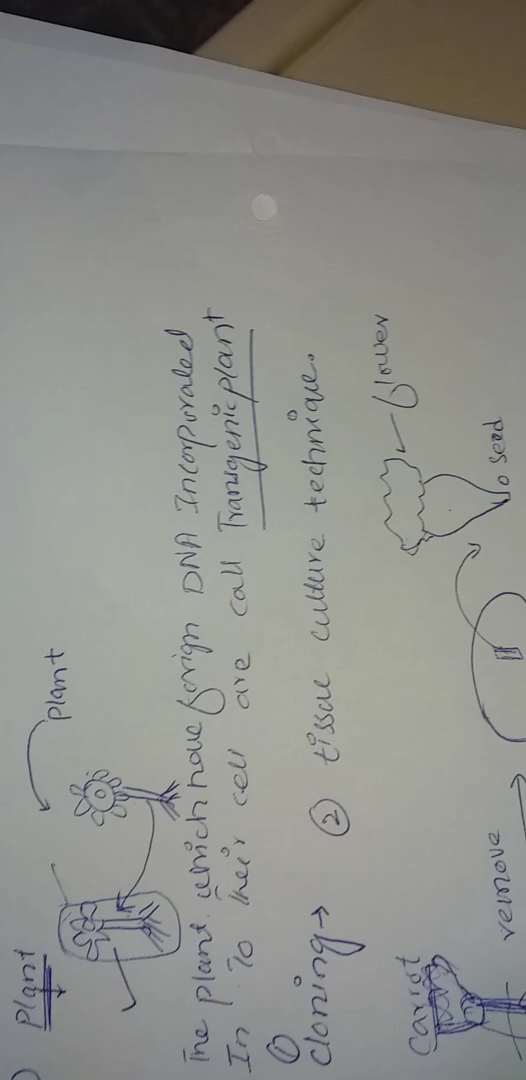 Plant
plant
The plant which have forign DNA Incorporated
In To their cell are call Transgenic plant
①
Cloning → ② tissue culture technique.
Carrot
flower
remove
seed